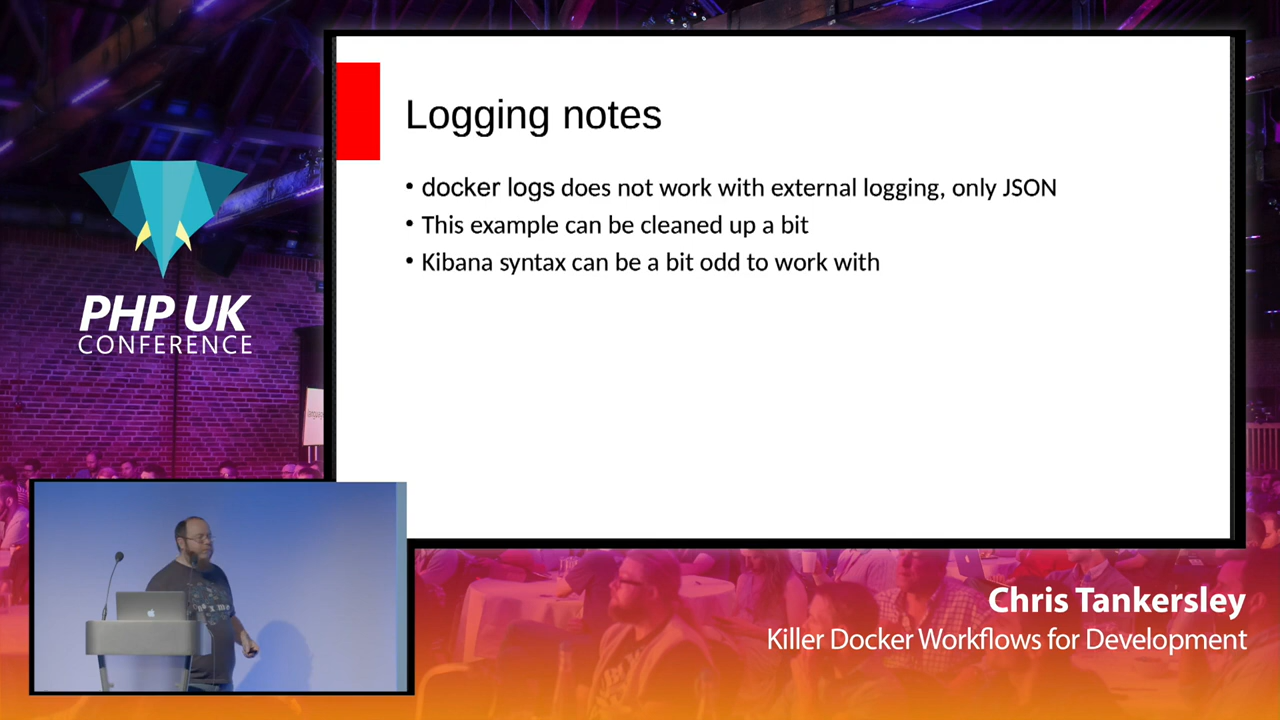 Logging notes
• docker logs does not work with external logging, only JSON
• This example can be cleaned up a bit
• Kibana syntax can be a bit odd to work with
PHP UK
CONFERENCE
Chris Tankersley
Killer Docker Workflows for Development